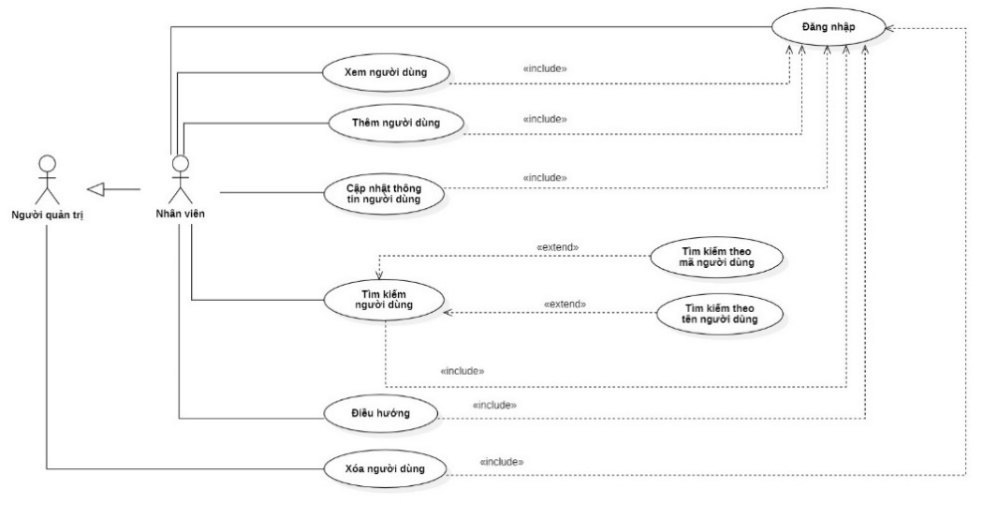 Đăng nhập
Xem người dùng
«include»
Thêm người dùng
«include»
Cập nhật thông
tin người dùng
«include»
Người quản trị
Nhân viên
«extend»
Tìm kiếm theo
mã người dùng
Tìm kiếm
người dùng
«extend»
Tìm kiếm theo
tên người dùng
«include»
Điều hướng
«include»
Xóa người dùng
«include»